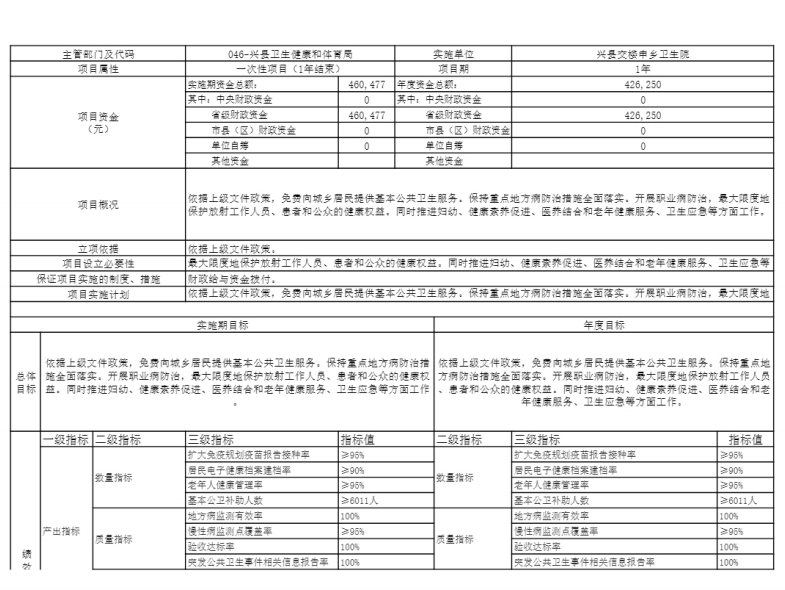 主管部门及代码 046-兴县卫生健康和体育局 实施单位 兴县交楼申乡卫生院
项目属性 一次性项目（1年结束） 项目期 1年
项目资金
（元）
实施期资金总额： 460,477 年度资金总额： 426,250
其中：中央财政资金 0 其中：中央财政资金 0
省级财政资金 460,477 省级财政资金 426,250
市县（区）财政资金 0 市县（区）财政资金 0
单位自筹 0 单位自筹 0
其他资金 其他资金
项目概况
依据上级文件政策，免费向城乡居民提供基本公共卫生服务。保持重点地方病防治措施全面落实。开展职业病防治，最大限度地
保护放射工作人员、患者和公众的健康权益。同时推进妇幼、健康素养促进、医养结合和老年健康服务、卫生应急等方面工作。
立项依据 依据上级文件政策。
项目设立必要性 最大限度地保护放射工作人员、患者和公众的健康权益。同时推进妇幼、健康素养促进、医养结合和老年健康服务、卫生应急等
保证项目实施的制度、措施 财政给与资金拨付。
项目实施计划 依据上级文件政策，免费向城乡居民提供基本公共卫生服务。保持重点地方病防治措施全面落实。开展职业病防治，最大限度地
实施期目标 年度目标
总体
目标
依据上级文件政策，免费向城乡居民提供基本公共卫生服务。保持重点地方病防治措
施全面落实。开展职业病防治，最大限度地保护放射工作人员、患者和公众的健康权
益。同时推进妇幼、健康素养促进、医养结合和老年健康服务、卫生应急等方面工作
。
依据上级文件政策，免费向城乡居民提供基本公共卫生服务。保持重点地
方病防治措施全面落实。开展职业病防治，最大限度地保护放射工作人员
、患者和公众的健康权益。同时推进妇幼、健康素养促进、医养结合和老
年健康服务、卫生应急等方面工作。
绩
效
一级指标 二级指标 三级指标 指标值 二级指标 三级指标 指标值
产出指标
数量指标
扩大免疫规划疫苗报告接种率 ≥95%
居民电子健康档案建档率 ≥90%
老年人健康管理率 ≥95%
基本公卫补助人数 ≥6011人
数量指标
扩大免疫规划疫苗报告接种率 ≥95%
居民电子健康档案建档率 ≥90%
老年人健康管理率 ≥95%
基本公卫补助人数 ≥6011人
质量指标
地方病监测有效率 100%
慢性病监测点覆盖率 ≥95%
验收达标率 100%
突发公共卫生事件相关信息报告率 100%
质量指标
地方病监测有效率 100%
慢性病监测点覆盖率 ≥95%
验收达标率 100%
突发公共卫生事件相关信息报告率 100%